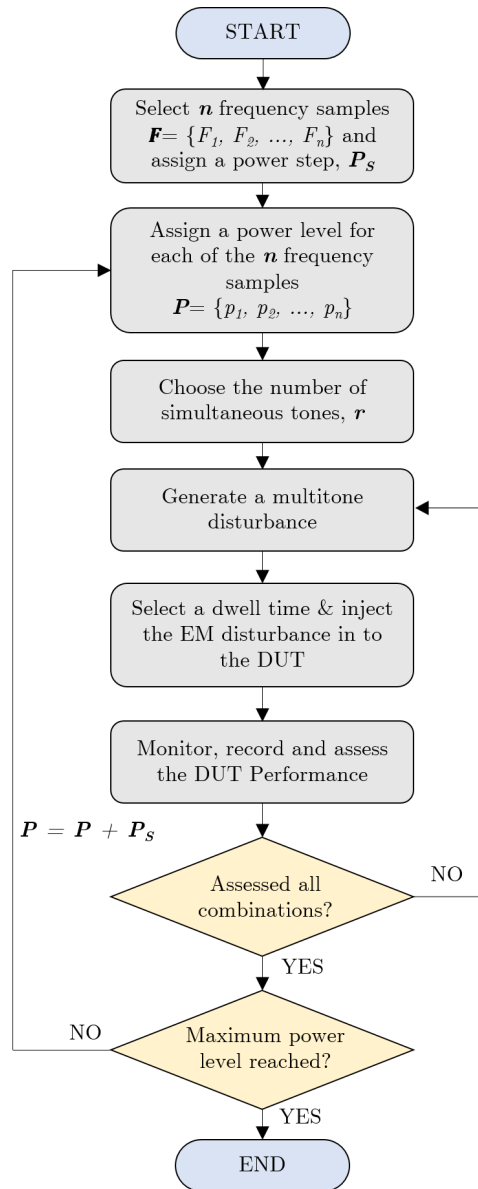 START
Select n frequency samples
F= {F₁, F₂, ..., Fₙ} and
assign a power step, Pₛ
Assign a power level for
each of the n frequency
samples
P= {p₁, p₂, ..., pₙ}
Choose the number of
simultaneous tones, r
Generate a multitone
disturbance
Select a dwell time & inject
the EM disturbance in to
the DUT
Monitor, record and assess
the DUT Performance
P = P + Pₛ
Assessed all
combinations?
NO
YES
Maximum power
level reached?
NO
YES
END